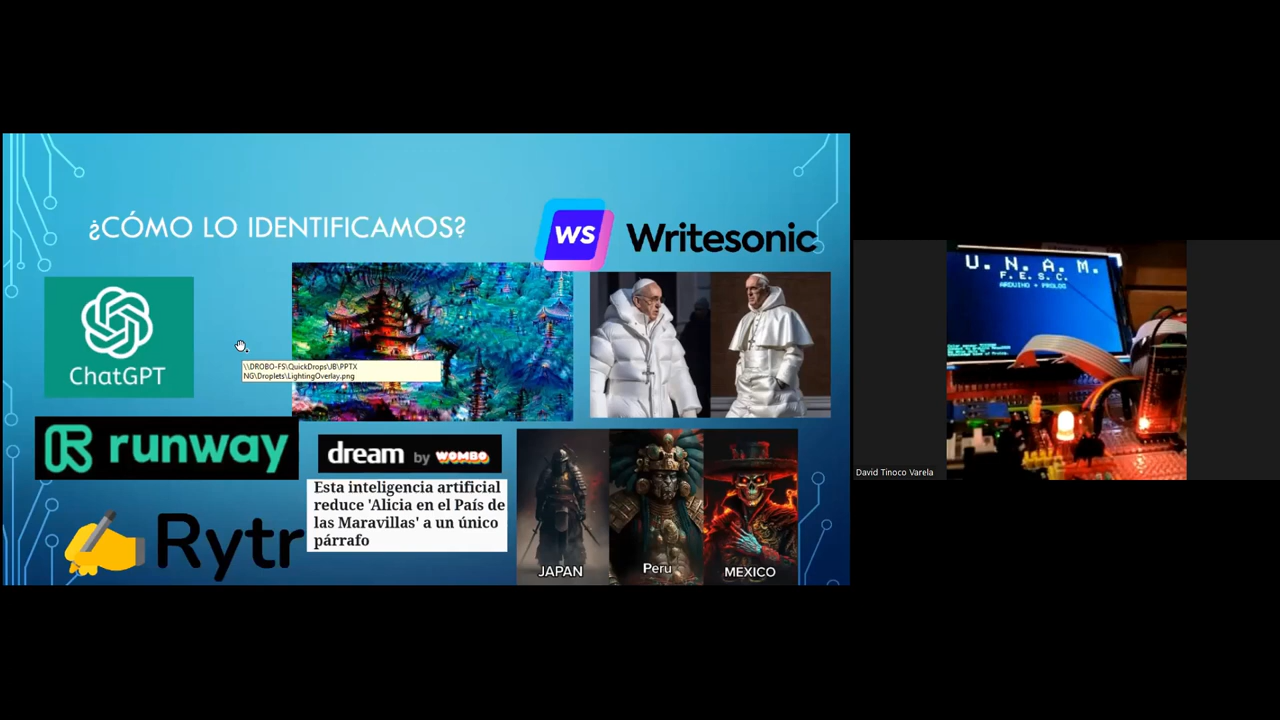 ¿CÓMO LO IDENTIFICAMOS?
WS Writesonic
ChatGPT
\\DROBO-FS\QuickDrops\JB\PPTX
NG\Droplets\LightingOverlay.png
runway
dream by WOMBO
Esta inteligencia artificial
reduce 'Alicia en el País de
las Maravillas' a un único
párrafo
Rytr
JAPAN
Peru
MEXICO
U. N. A. M.
F. E. S. C.
ARDUINO + PROLOG
David Tinoco Varela